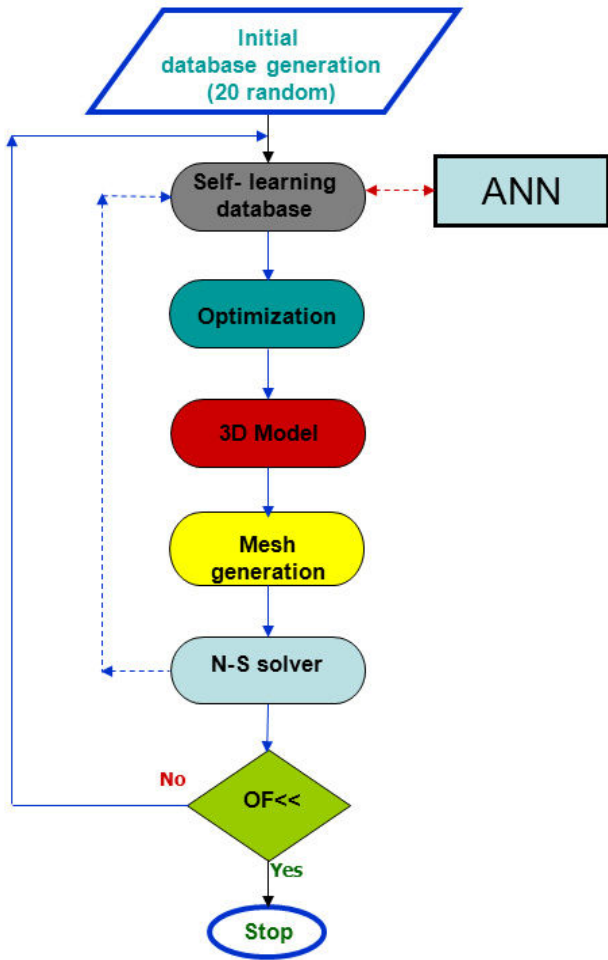 Initial
database generation
(20 random)
Self- learning
database
ANN
Optimization
3D Model
Mesh
generation
N-S solver
No
OF<<
Yes
Stop